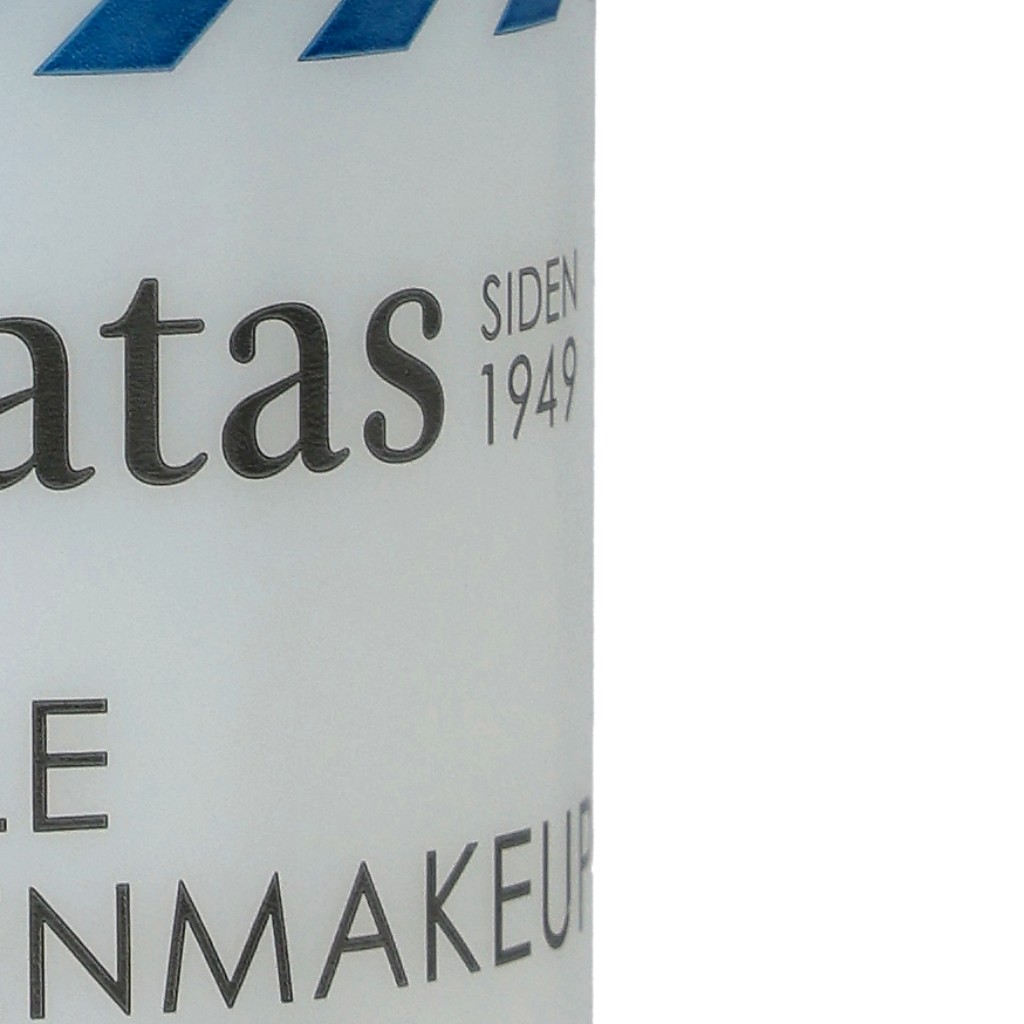 atas
SIDEN
1949
LE
NMAKEUP